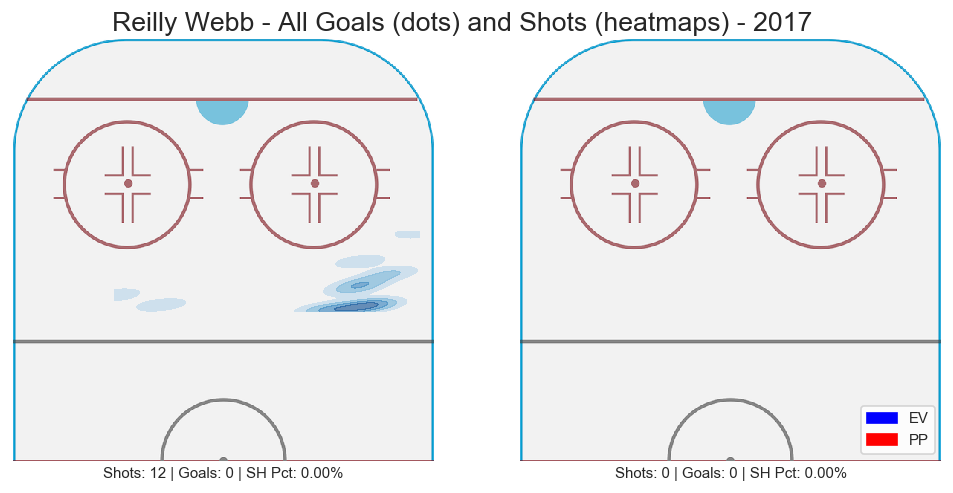 Reilly Webb - All Goals (dots) and Shots (heatmaps) - 2017
EV
PP
Shots: 12 | Goals: 0 | SH Pct: 0.00%
Shots: 0 | Goals: 0 | SH Pct: 0.00%